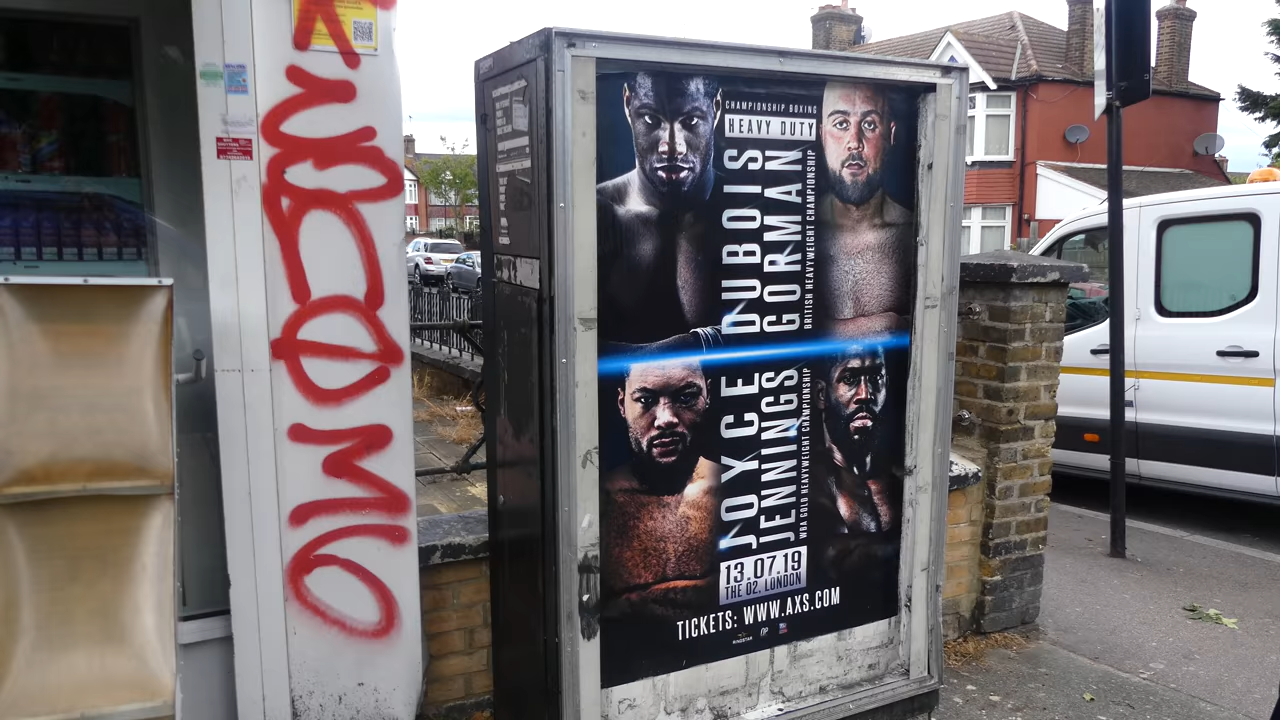 CHAMPIONSHIP BOXING
HEAVY DUTY
DUBOIS
GORMAN
BRITISH HEAVYWEIGHT CHAMPIONSHIP
JOYCE
JENNINGS
WBA GOLD HEAVYWEIGHT CHAMPIONSHIP
13.07.19
THE O2, LONDON
TICKETS: WWW.AXS.COM
RINGSTAR